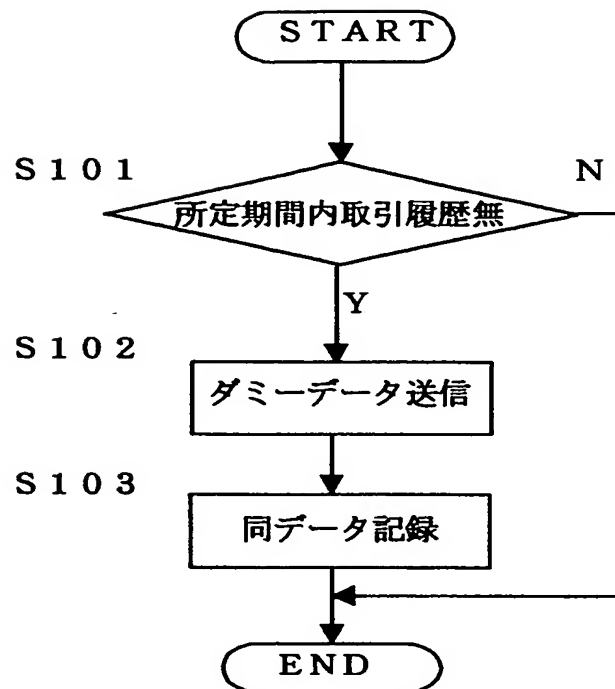 START
S101
N
所定期間内取引履歴無
Y
S102
ダミーデータ送信
S103
同データ記録
END